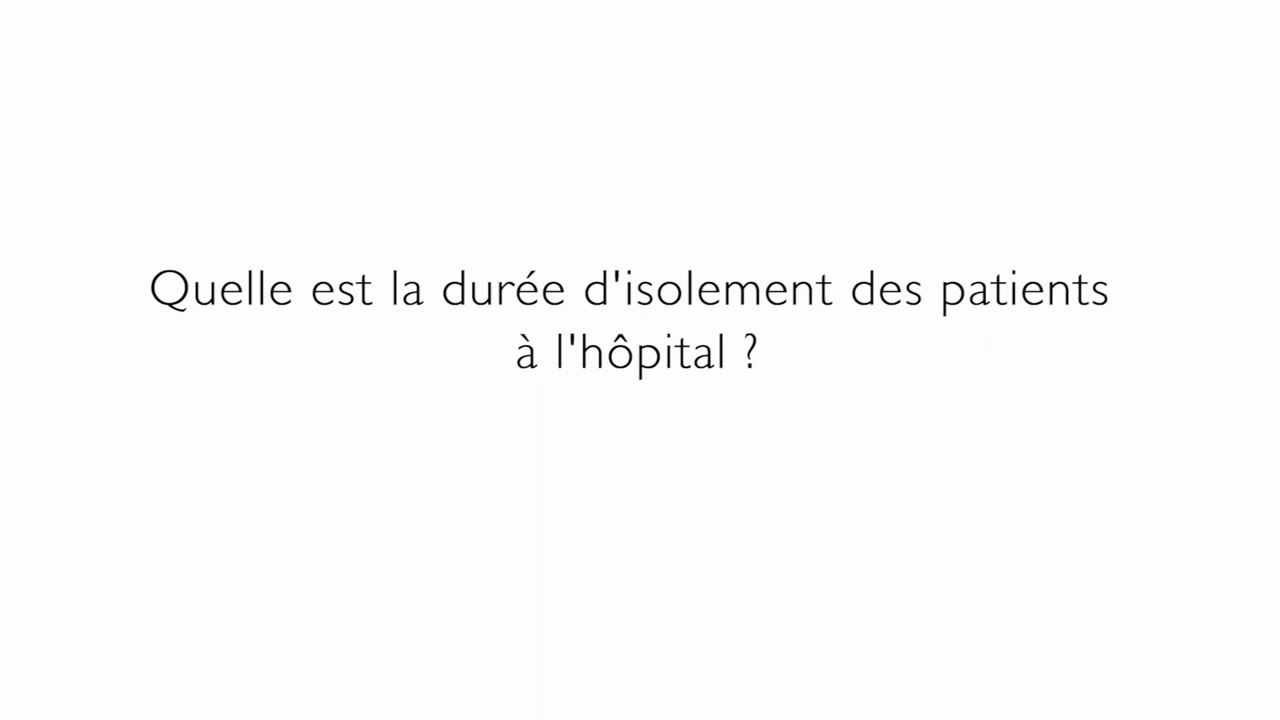 Quelle est la durée d'isolement des patients
à l'hôpital ?